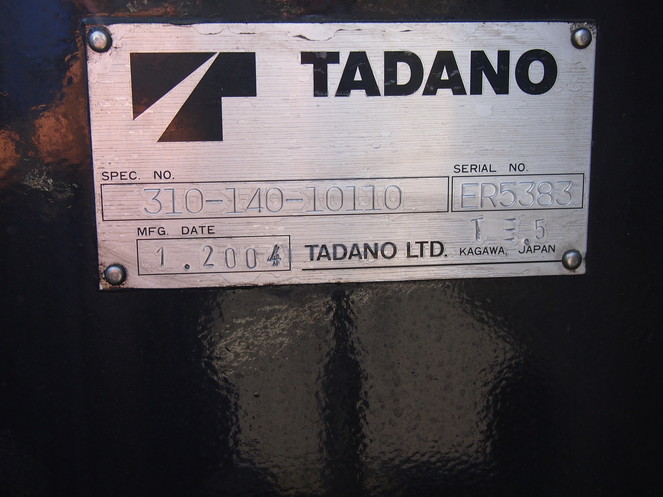 TADANO
SPEC. NO. SERIAL NO.
310-140-10110 ER5383
MFG. DATE
1.2004 TADANO LTD. KAGAWA, JAPAN